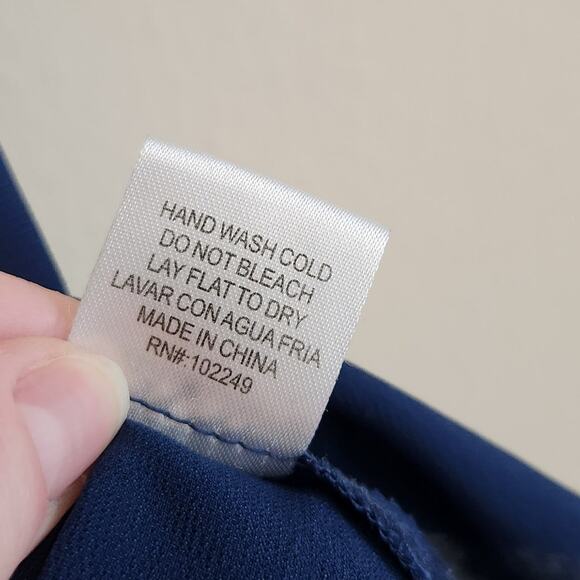 HAND WASH COLD
DO NOT BLEACH
LAY FLAT TO DRY
LAVAR CON AGUA FRIA
MADE IN CHINA
RN#:102249